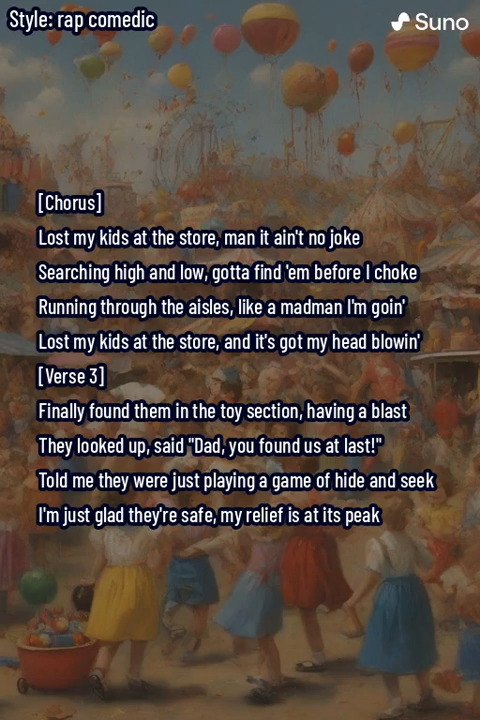 Style: rap comedic
Suno
[Chorus]
Lost my kids at the store, man it ain't no joke
Searching high and low, gotta find 'em before I choke
Running through the aisles, like a madman I'm goin'
Lost my kids at the store, and it's got my head blowin'
[Verse 3]
Finally found them in the toy section, having a blast
They looked up, said "Dad, you found us at last!"
Told me they were just playing a game of hide and seek
I'm just glad they're safe, my relief is at its peak